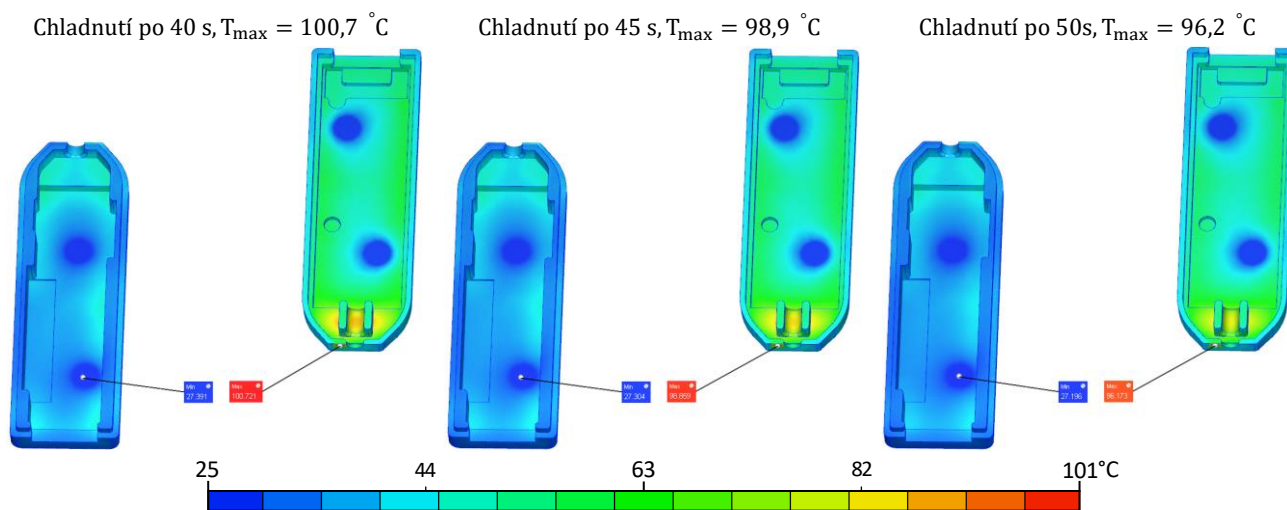 Chladnutí po 40 s, Tmax = 100,7 °C
Chladnutí po 45 s, Tmax = 98,9 °C
Chladnutí po 50s, Tmax = 96,2 °C
Min
27.391
Max
100.721
Min
27.304
Max
98.859
Min
27.196
Max
96.173
25 44 63 82 101°C